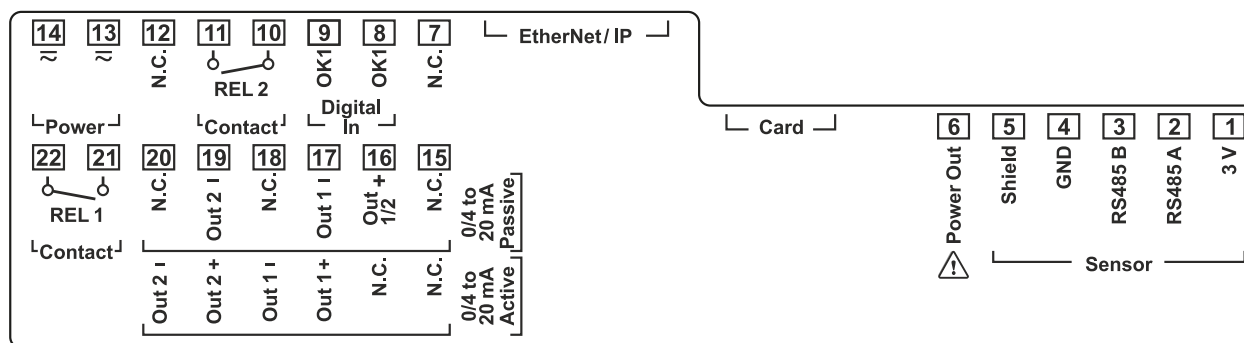 14 13 12 11 10 9 8 7 EtherNet/IP
N.C. OK1 OK1 N.C.
REL 2
Power Contact Digital In
Card
6 5 4 3 2 1
Power Out Shield GND RS485 B RS485 A 3 V
Sensor
22 21 20 19 18 17 16 15
REL 1
N.C. Out 2 − N.C. Out 1 − Out 1/2 + N.C. 0/4 to 20 mA Passive
Contact
Out 2 − Out 2 + Out 1 − Out 1 + N.C. N.C. 0/4 to 20 mA Active